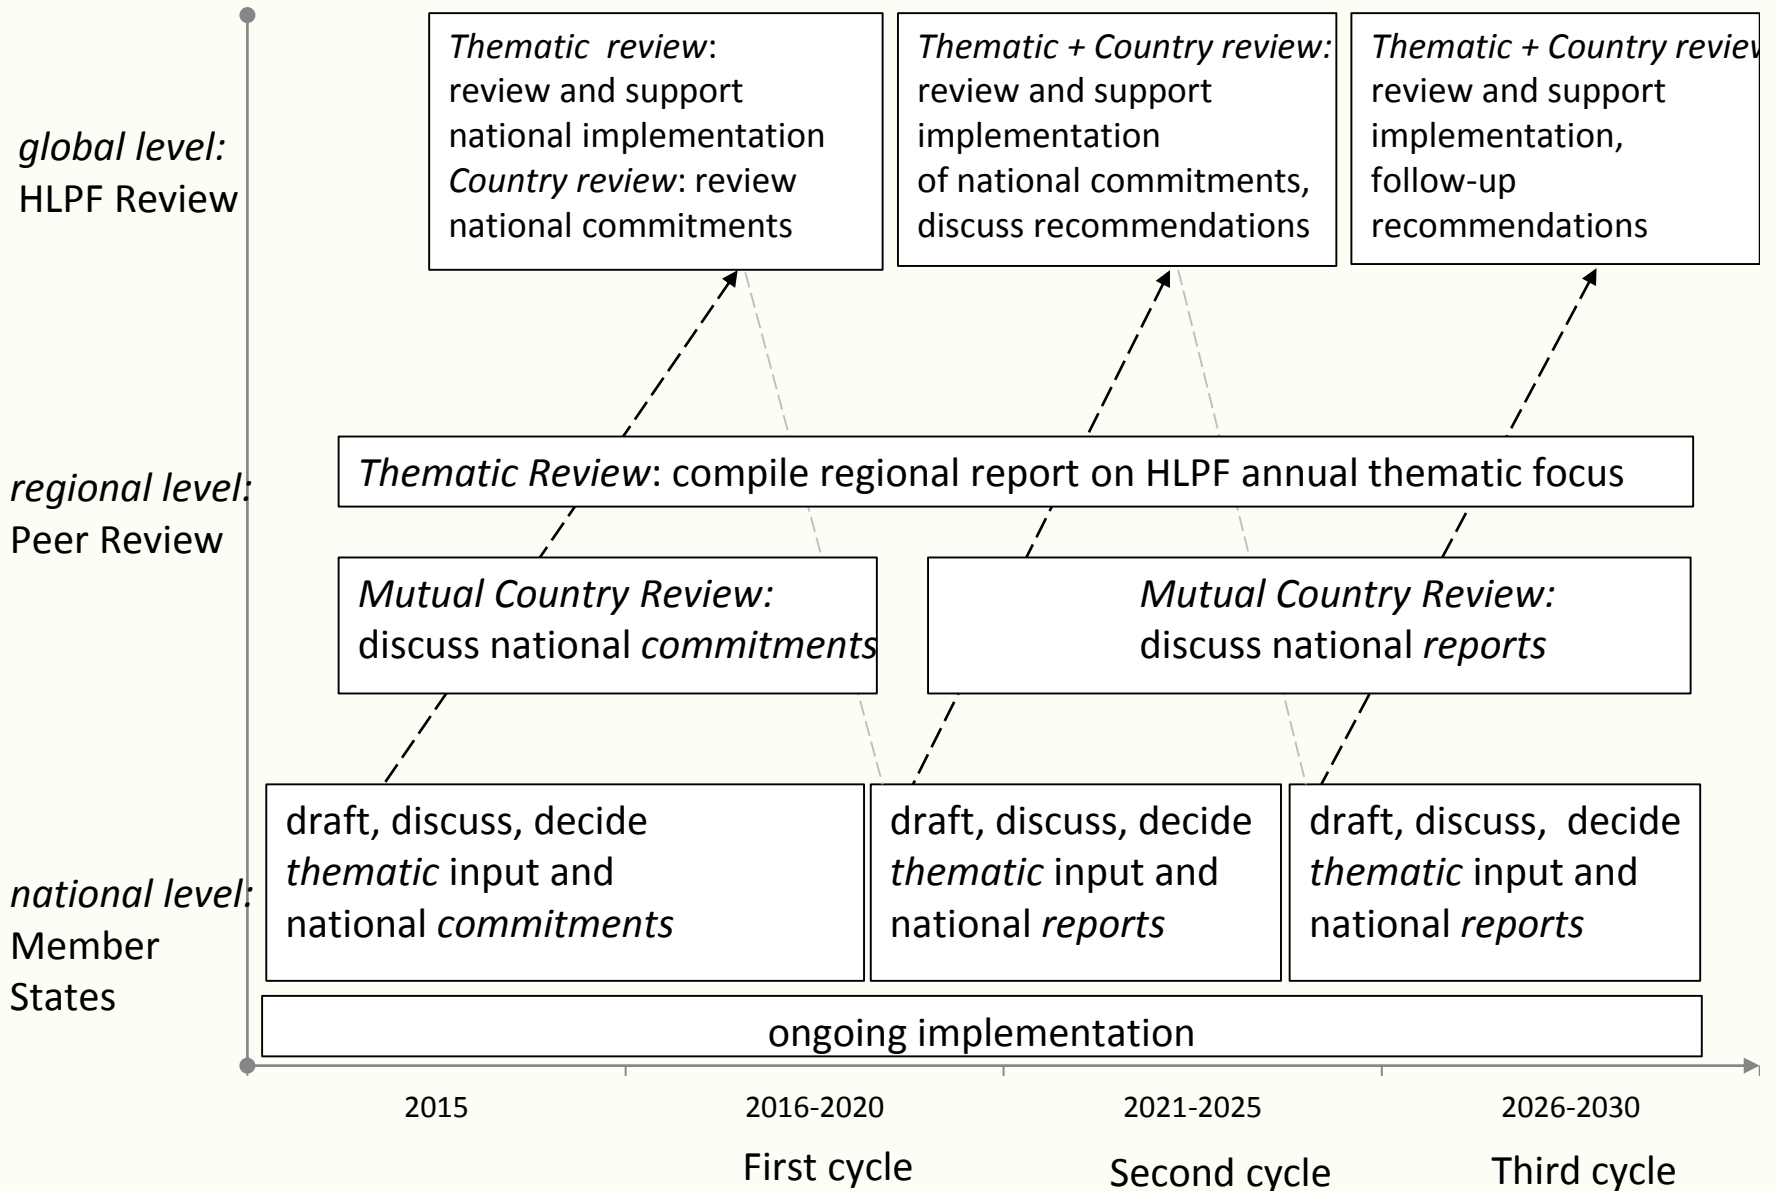 global level:
HLPF Review
Thematic  review:
review and support
national implementation
Country review: review
national commitments
Thematic + Country review:
review and support
implementation
of national commitments,
discuss recommendations
Thematic + Country review
review and support
implementation,
follow-up
recommendations
regional level:
Peer Review
Thematic Review: compile regional report on HLPF annual thematic focus
Mutual Country Review:
discuss national commitments
Mutual Country Review:
discuss national reports
national level:
Member
States
draft, discuss, decide
thematic input and
national commitments
draft, discuss, decide
thematic input and
national reports
draft, discuss,  decide
thematic input and
national reports
ongoing implementation
2015
2016-2020
2021-2025
2026-2030
First cycle
Second cycle
Third cycle